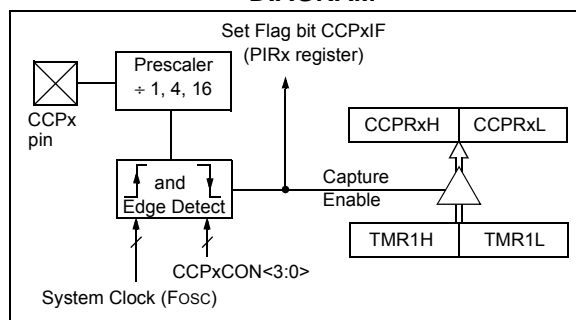 Set Flag bit CCPxIF
(PIRx register)
Prescaler
÷ 1, 4, 16
CCPx
pin
CCPRxH CCPRxL
and
Edge Detect
Capture
Enable
TMR1H TMR1L
CCPxCON<3:0>
System Clock (FOSC)